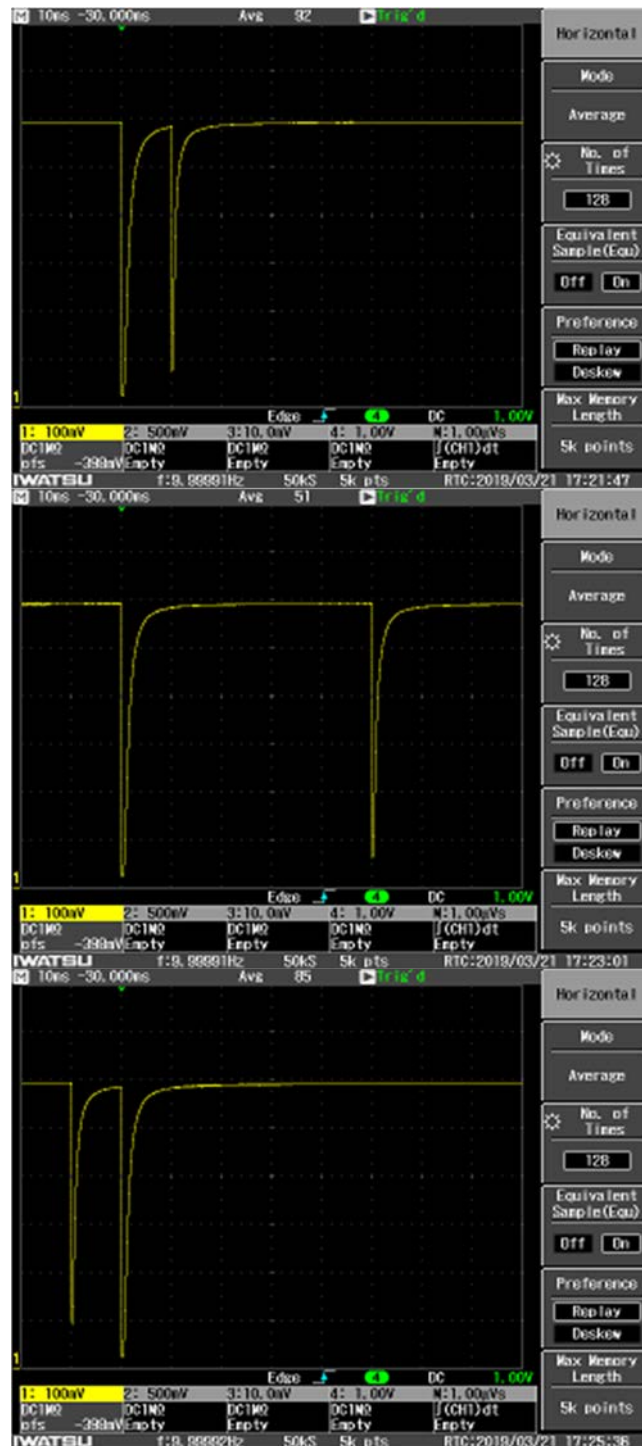 M 10ms -30.000ms Avg 92 Trig'd
Horizontal
Mode
Average
No. of
Times
128
Equivalent
Sample(Equ)
Off On
Preference
Replay
Deskew
Max Memory
Length
5k points
1
Edge 4 DC 1.00V
1: 100mV 2: 500mV 3:10.0mV 4: 1.00V M:1.00µVs
DC1MΩ DC1MΩ DC1MΩ DC1MΩ ∫(CH1)dt
ofs -399mV Empty Empty Empty Empty
IWATSU f:9.99991Hz 50kS 5k pts RTC:2019/03/21 17:21:47
M 10ms -30.000ms Avg 51 Trig'd
Horizontal
Mode
Average
No. of
Times
128
Equivalent
Sample(Equ)
Off On
Preference
Replay
Deskew
Max Memory
Length
5k points
1
Edge 4 DC 1.00V
1: 100mV 2: 500mV 3:10.0mV 4: 1.00V M:1.00µVs
DC1MΩ DC1MΩ DC1MΩ DC1MΩ ∫(CH1)dt
ofs -399mV Empty Empty Empty Empty
IWATSU f:9.99991Hz 50kS 5k pts RTC:2019/03/21 17:23:01
M 10ms -30.000ms Avg 85 Trig'd
Horizontal
Mode
Average
No. of
Times
128
Equivalent
Sample(Equ)
Off On
Preference
Replay
Deskew
Max Memory
Length
5k points
1
Edge 4 DC 1.00V
1: 100mV 2: 500mV 3:10.0mV 4: 1.00V M:1.00µVs
DC1MΩ DC1MΩ DC1MΩ DC1MΩ ∫(CH1)dt
ofs -399mV Empty Empty Empty Empty
IWATSU f:9.99992Hz 50kS 5k pts RTC:2019/03/21 17:25:36